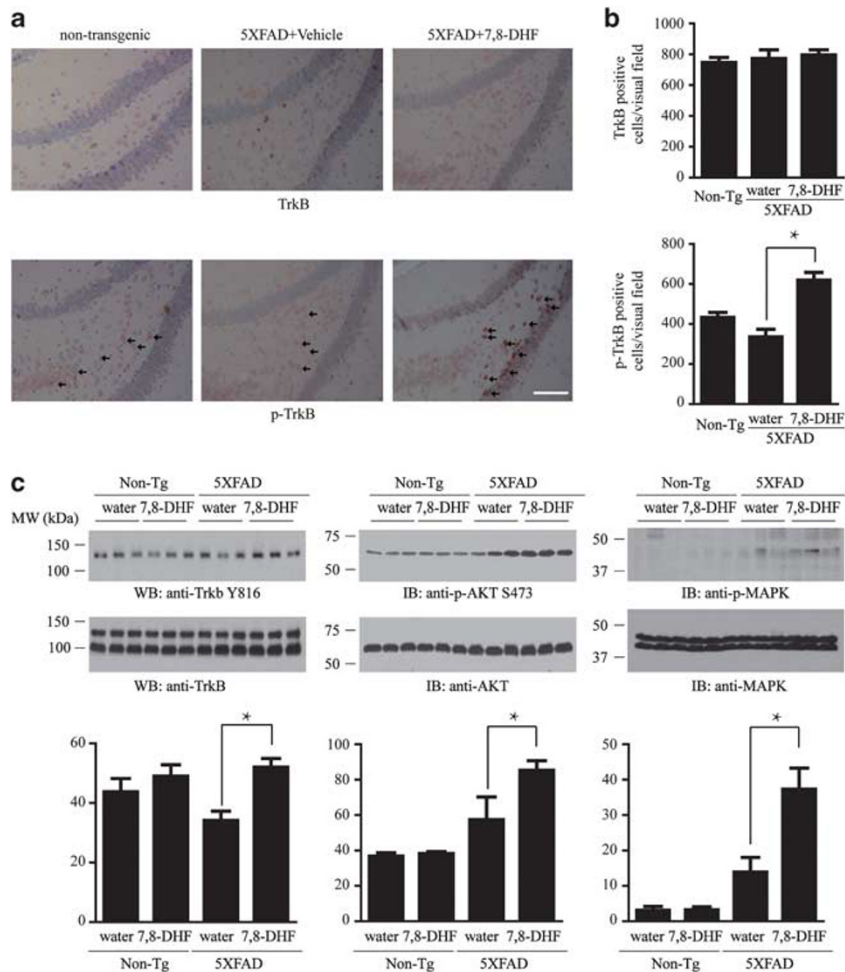 a
non-transgenic 5XFAD+Vehicle 5XFAD+7,8-DHF
TrkB
p-TrkB
b
TrkB positive
cells/visual field
1000
800
600
400
200
0
Non-Tg water 7,8-DHF
5XFAD
*
p-TrkB positive
cells/visual field
800
600
400
200
0
Non-Tg water 7,8-DHF
5XFAD
c
Non-Tg 5XFAD
water 7,8-DHF water 7,8-DHF
MW (kDa)
150
100
WB: anti-Trkb Y816
150
100
WB: anti-TrkB
Non-Tg 5XFAD
water 7,8-DHF water 7,8-DHF
75
50
IB: anti-p-AKT S473
75
50
IB: anti-AKT
Non-Tg 5XFAD
water 7,8-DHF water 7,8-DHF
50
37
IB: anti-p-MAPK
50
37
IB: anti-MAPK
60
40
20
0
*
water 7,8-DHF water 7,8-DHF
Non-Tg 5XFAD
100
80
60
40
20
0
*
water 7,8-DHF water 7,8-DHF
Non-Tg 5XFAD
50
40
30
20
10
0
*
water 7,8-DHF water 7,8-DHF
Non-Tg 5XFAD